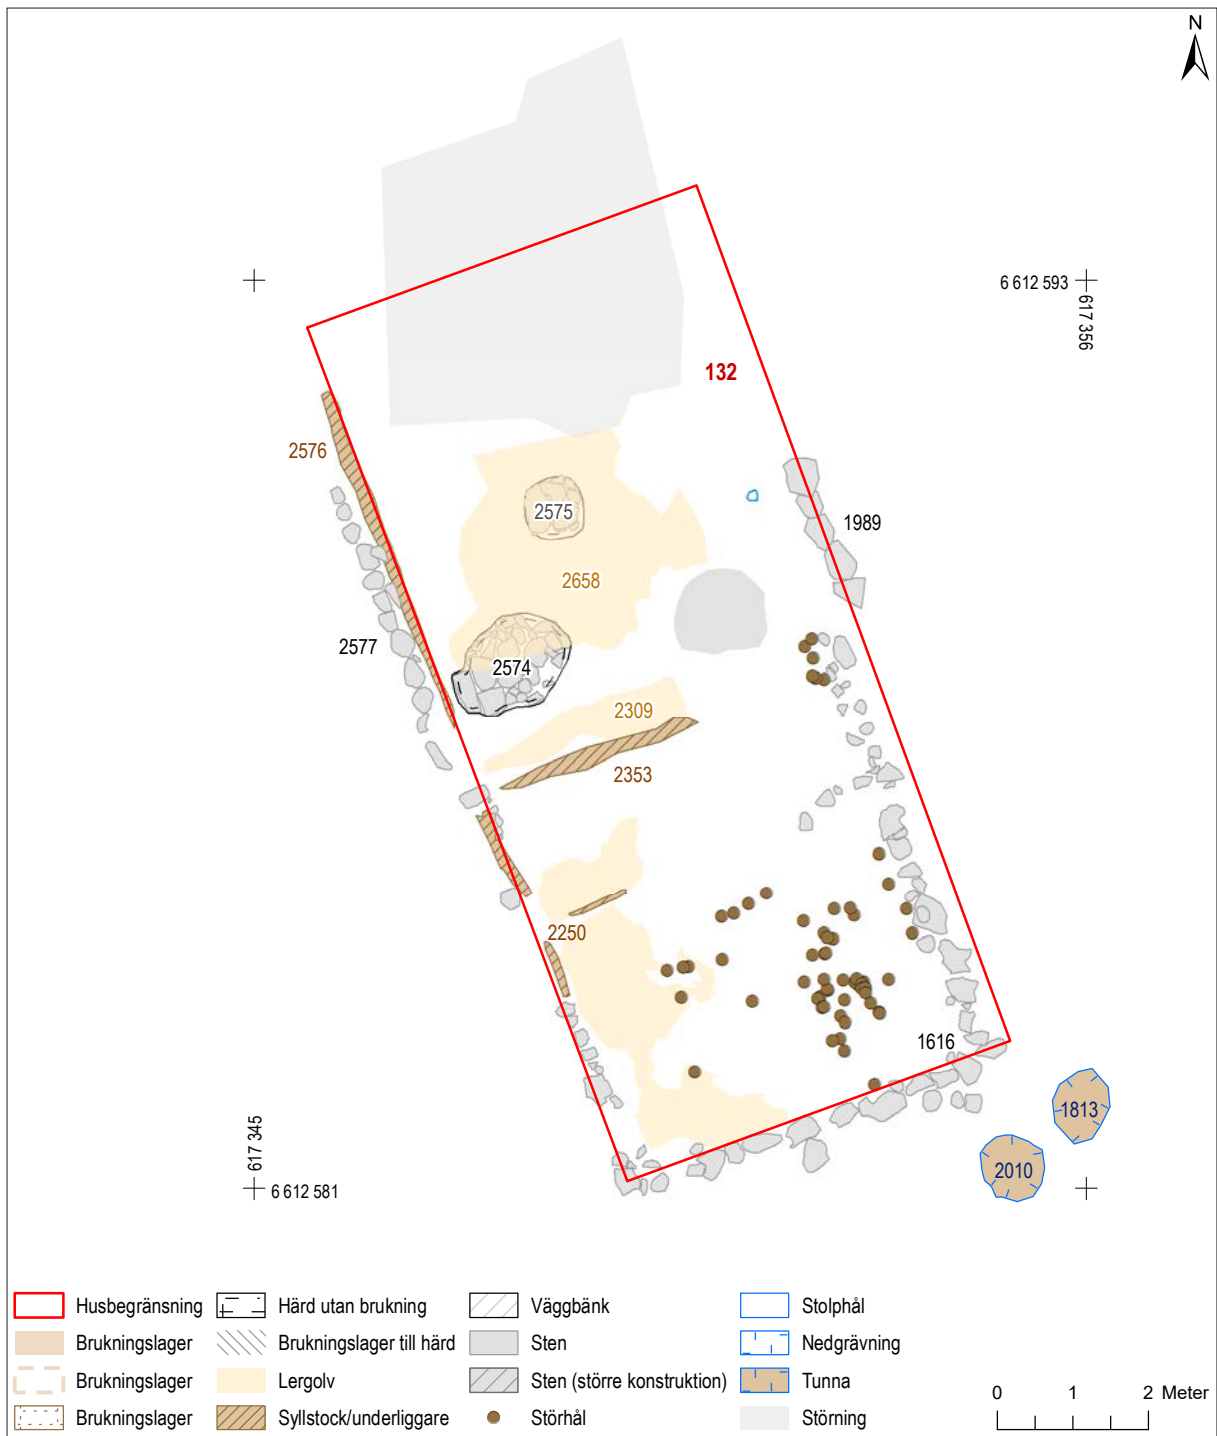 N
6 612 593
617 356
132
2576
2575
1989
2658
2577
2574
2309
2353
2250
1616
1813
617 345
2010
6 612 581
Husbegränsning
Härd utan brukning
Väggbänk
Stolphål
Brukningslager
Brukningslager till härd
Sten
Nedgrävning
Brukningslager
Lergolv
Sten (större konstruktion)
Tunna
0 1 2 Meter
Brukningslager
Syllstock/underliggare
Störhål
Störning